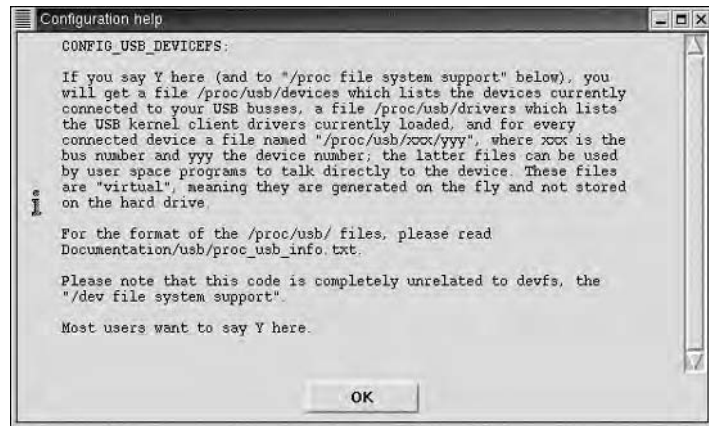 Configuration help
CONFIG_USB_DEVICEFS:
If you say Y here (and to "/proc file system support" below), you
will get a file /proc/usb/devices which lists the devices currently
connected to your USB busses, a file /proc/usb/drivers which lists
the USB kernel client drivers currently loaded, and for every
connected device a file named "/proc/usb/xxx/yyy", where xxx is the
bus number and yyy the device number; the latter files can be used
by user space programs to talk directly to the device. These files
are "virtual", meaning they are generated on the fly and not stored
on the hard drive.
For the format of the /proc/usb/ files, please read
Documentation/usb/proc_usb_info.txt.
Please note that this code is completely unrelated to devfs, the
"/dev file system support".
Most users want to say Y here.
OK